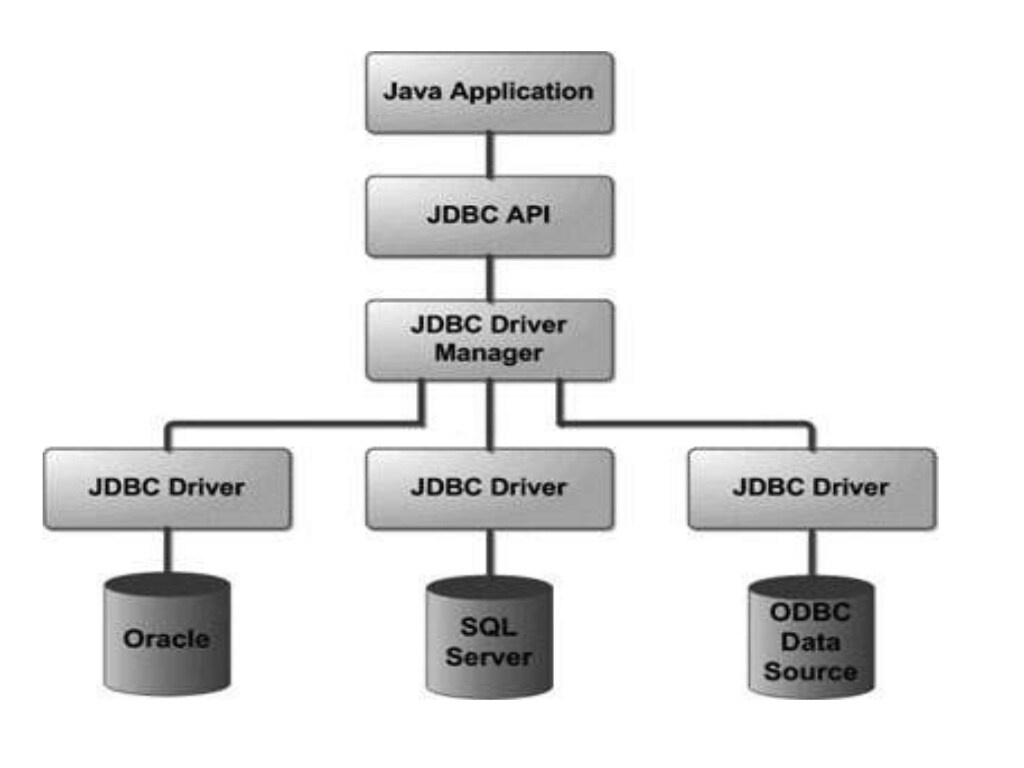 Java Application
JDBC API
JDBC Driver
Manager
JDBC Driver
JDBC Driver
JDBC Driver
Oracle
SQL
Server
ODBC
Data
Source